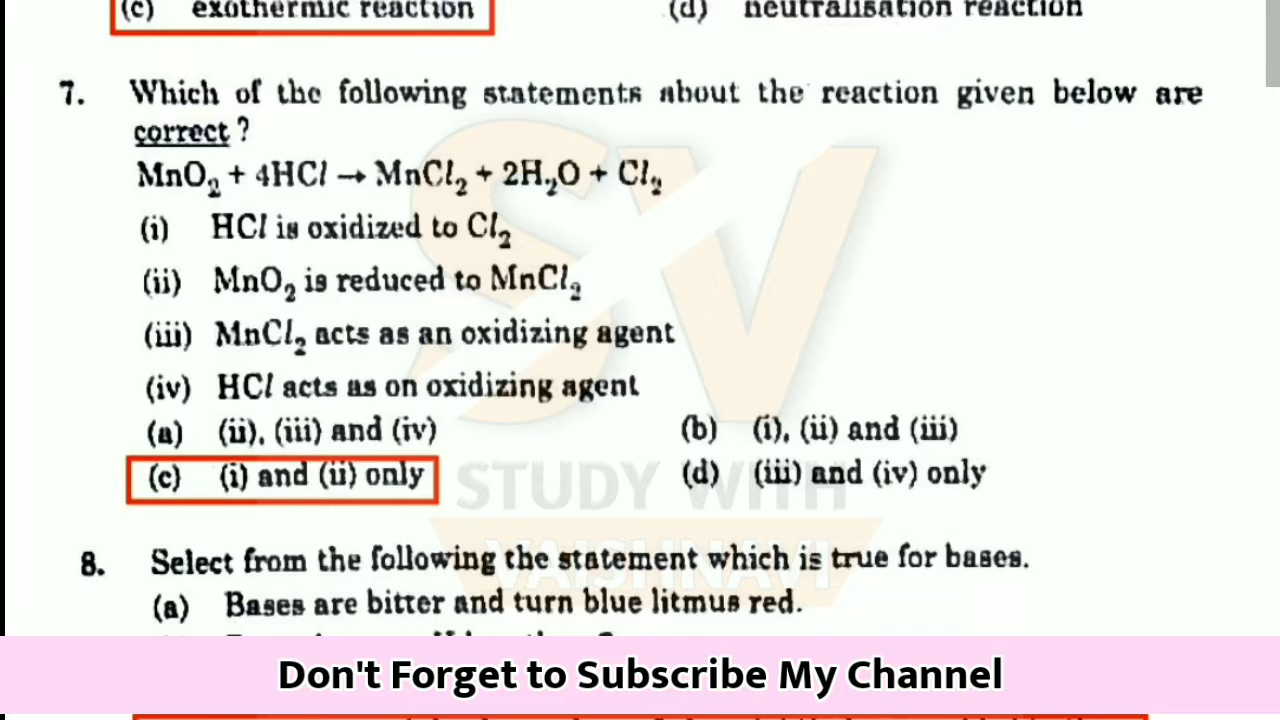 (c) exothermic reaction (d) neutralisation reaction
7. Which of the following statements about the reaction given below are
correct ?
MnO₂ + 4HCl → MnCl₂ + 2H₂O + Cl₂
(i) HCl is oxidized to Cl₂
(ii) MnO₂ is reduced to MnCl₂
(iii) MnCl₂ acts as an oxidizing agent
(iv) HCl acts as on oxidizing agent
(a) (ii), (iii) and (iv) (b) (i), (ii) and (iii)
(c) (i) and (ii) only (d) (iii) and (iv) only
SV
STUDY WITH
VAISHNAVI
8. Select from the following the statement which is true for bases.
(a) Bases are bitter and turn blue litmus red.
Don't Forget to Subscribe My Channel